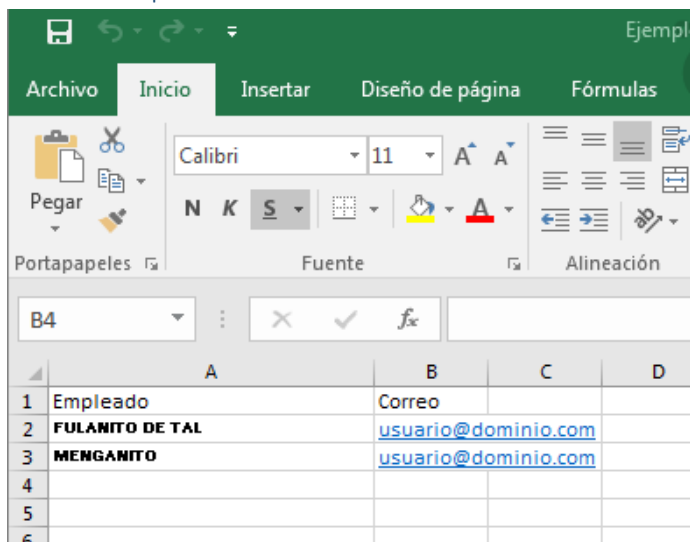 Ejempl
Archivo Inicio Insertar Diseño de página Fórmulas
Calibri 11 A A
Pegar N K S A
Portapapeles Fuente Alineación
B4 fx
A B C D
1 Empleado Correo
2 FULANITO DE TAL usuario@dominio.com
3 MENGANITO usuario@dominio.com
4
5
6